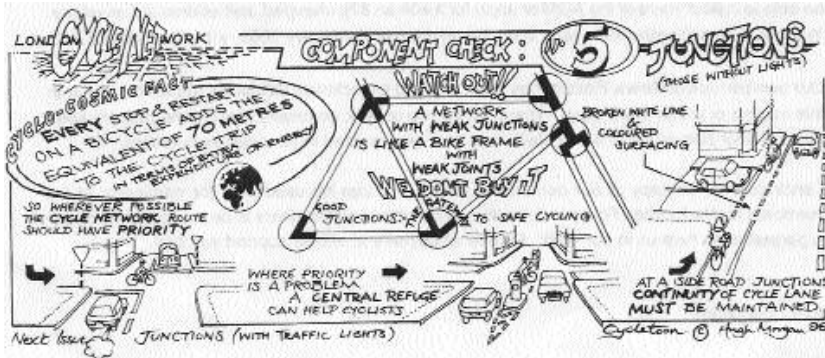 LONDON CYCLE NETWORK
COMPONENT CHECK: No 5 JUNCTIONS
(THOSE WITHOUT LIGHTS)
CYCLO-COSMIC FACT
EVERY STOP & RESTART
ON A BICYCLE ADDS THE
EQUIVALENT OF 70 METRES
TO THE CYCLE TRIP
IN TERMS OF EXTRA
EXPENDITURE OF ENERGY
SO WHEREVER POSSIBLE
THE CYCLE NETWORK ROUTE
SHOULD HAVE PRIORITY
WATCH OUT!!
A NETWORK
WITH WEAK JUNCTIONS
IS LIKE A BIKE FRAME
WITH
WEAK JOINTS
WE DON'T BUY IT
GOOD
JUNCTIONS:- THE GATEWAY TO SAFE CYCLING
WHERE PRIORITY
IS A PROBLEM
A CENTRAL REFUGE
CAN HELP CYCLISTS
BROKEN WHITE LINE
COLOURED
SURFACING
AT A SIDE ROAD JUNCTION
CONTINUITY OF CYCLE LANE
MUST BE MAINTAINED
Next Issue JUNCTIONS (WITH TRAFFIC LIGHTS)
Cycletoon © Hugh Morgan 96